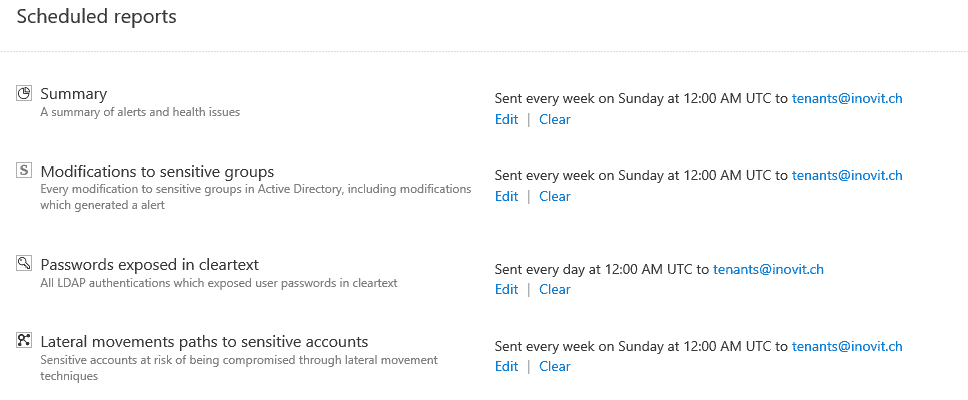 Scheduled reports
Summary
A summary of alerts and health issues
Sent every week on Sunday at 12:00 AM UTC to tenants@inovit.ch
Edit | Clear
S
Modifications to sensitive groups
Every modification to sensitive groups in Active Directory, including modifications
which generated a alert
Sent every week on Sunday at 12:00 AM UTC to tenants@inovit.ch
Edit | Clear
Passwords exposed in cleartext
All LDAP authentications which exposed user passwords in cleartext
Sent every day at 12:00 AM UTC to tenants@inovit.ch
Edit | Clear
Lateral movements paths to sensitive accounts
Sensitive accounts at risk of being compromised through lateral movement
techniques
Sent every week on Sunday at 12:00 AM UTC to tenants@inovit.ch
Edit | Clear